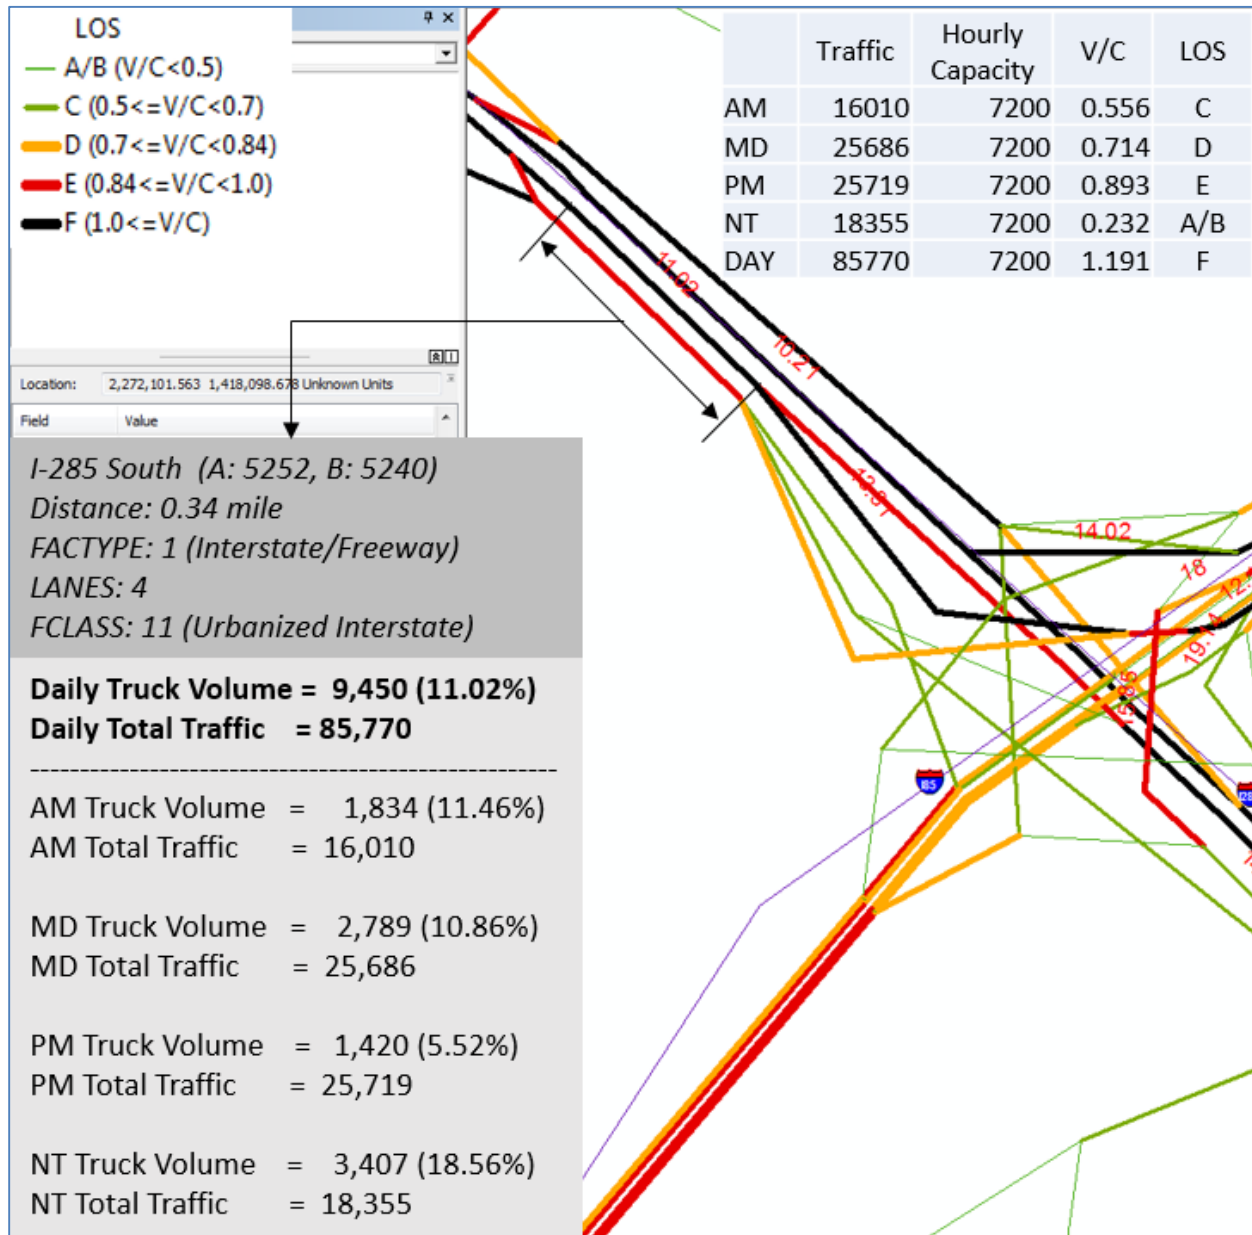 LOS
A/B (V/C<0.5)
C (0.5<=V/C<0.7)
D (0.7<=V/C<0.84)
E (0.84<=V/C<1.0)
F (1.0<=V/C)
Traffic Hourly Capacity V/C LOS
AM 16010 7200 0.556 C
MD 25686 7200 0.714 D
PM 25719 7200 0.893 E
NT 18355 7200 0.232 A/B
DAY 85770 7200 1.191 F
Location: 2,272,101.563 1,418,098.678 Unknown Units
Field Value
I-285 South (A: 5252, B: 5240)
Distance: 0.34 mile
FACTYPE: 1 (Interstate/Freeway)
LANES: 4
FCLASS: 11 (Urbanized Interstate)
Daily Truck Volume = 9,450 (11.02%)
Daily Total Traffic = 85,770
AM Truck Volume = 1,834 (11.46%)
AM Total Traffic = 16,010
MD Truck Volume = 2,789 (10.86%)
MD Total Traffic = 25,686
PM Truck Volume = 1,420 (5.52%)
PM Total Traffic = 25,719
NT Truck Volume = 3,407 (18.56%)
NT Total Traffic = 18,355
11.02
10.21
14.02
18
19.14
15.85